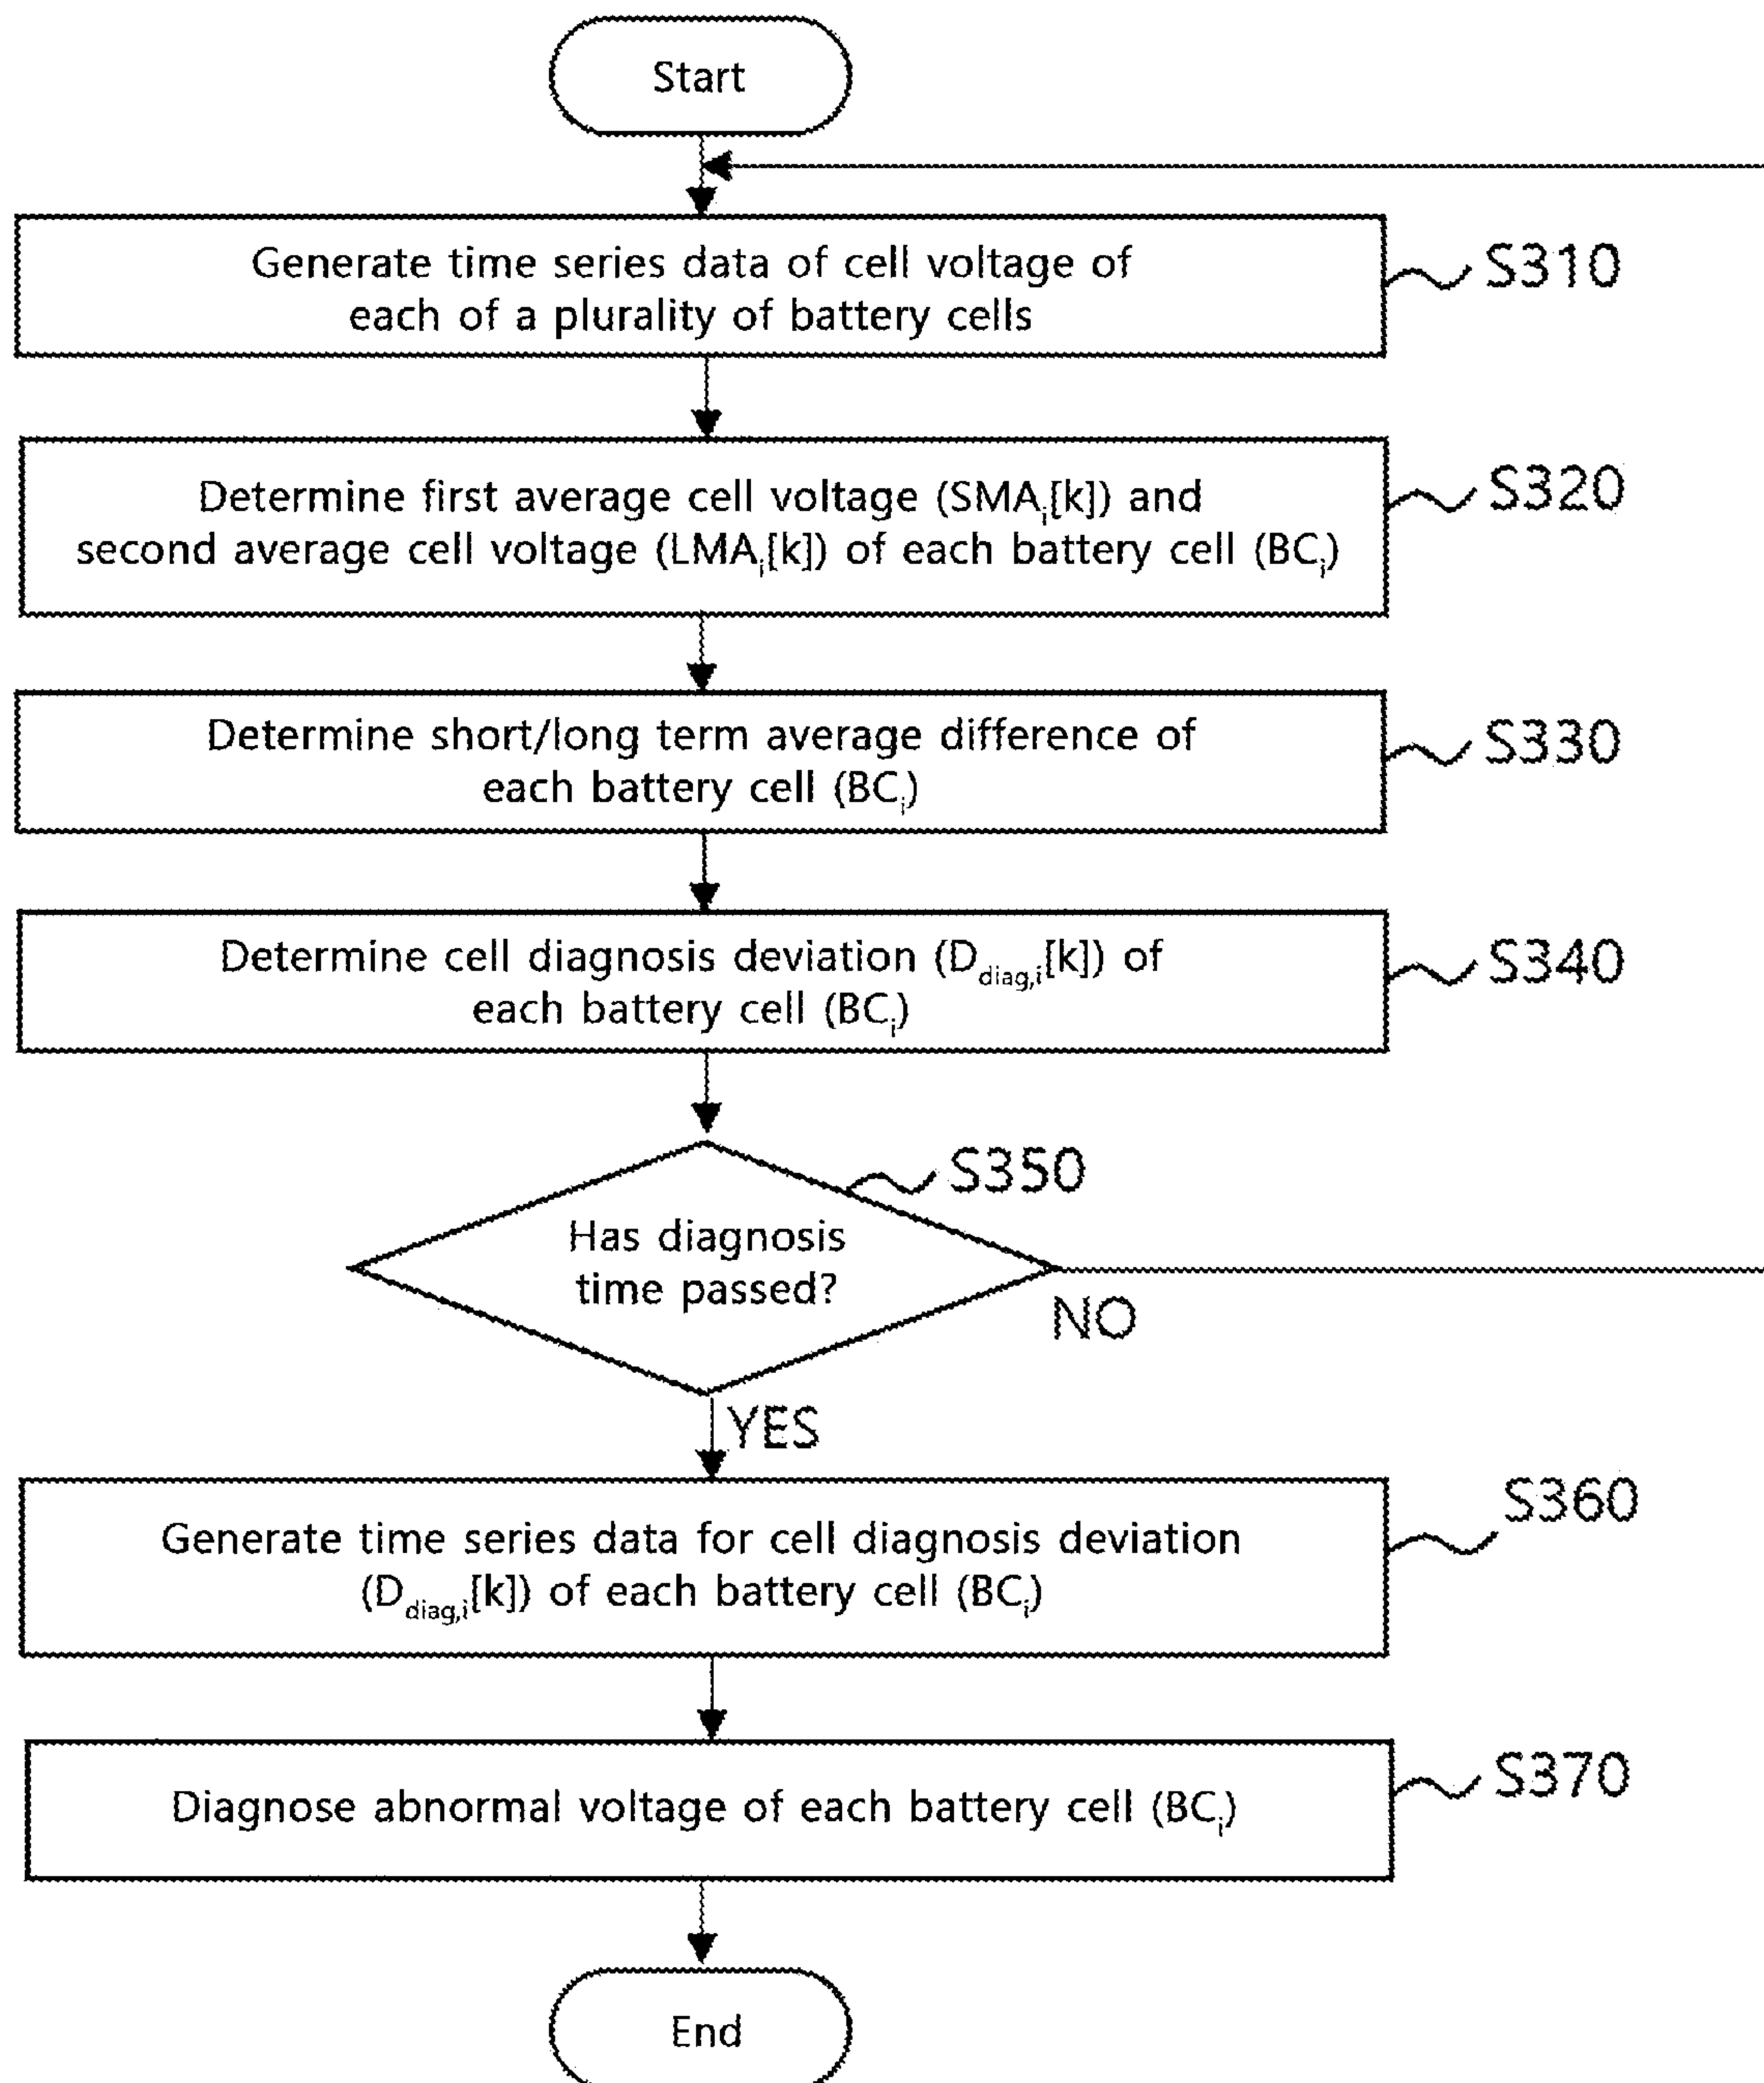 Start
Generate time series data of cell voltage of
each of a plurality of battery cells
S310
Determine first average cell voltage (SMAi[k]) and
second average cell voltage (LMAi[k]) of each battery cell (BCi)
S320
Determine short/long term average difference of
each battery cell (BCi)
S330
Determine cell diagnosis deviation (Ddiag,i[k]) of
each battery cell (BCi)
S340
S350
Has diagnosis
time passed?
NO
YES
Generate time series data for cell diagnosis deviation
(Ddiag,i[k]) of each battery cell (BCi)
S360
Diagnose abnormal voltage of each battery cell (BCi)
S370
End